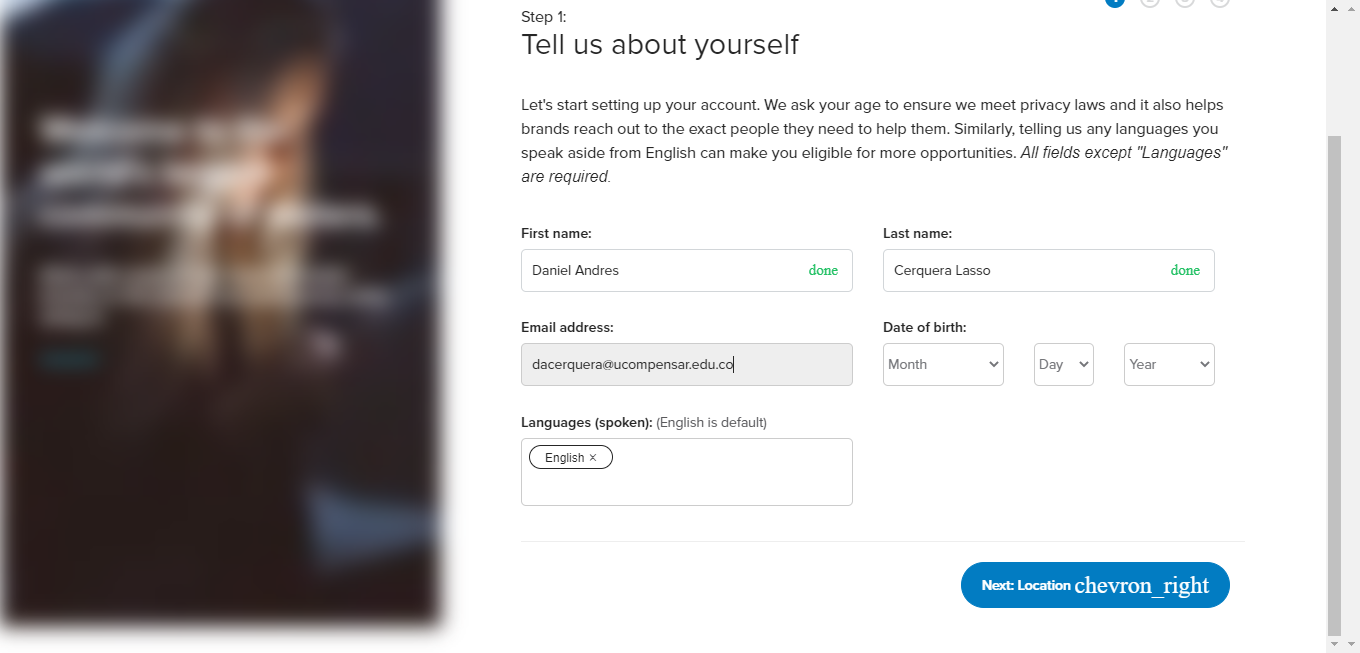 Step 1:
Tell us about yourself
Let's start setting up your account. We ask your age to ensure we meet privacy laws and it also helps
brands reach out to the exact people they need to help them. Similarly, telling us any languages you
speak aside from English can make you eligible for more opportunities. All fields except "Languages"
are required.
First name:
Last name:
Daniel Andres done
Cerquera Lasso done
Email address:
Date of birth:
dacerquera@ucompensar.edu.co
Month
Day
Year
Languages (spoken): (English is default)
English ×
Next: Location chevron_right